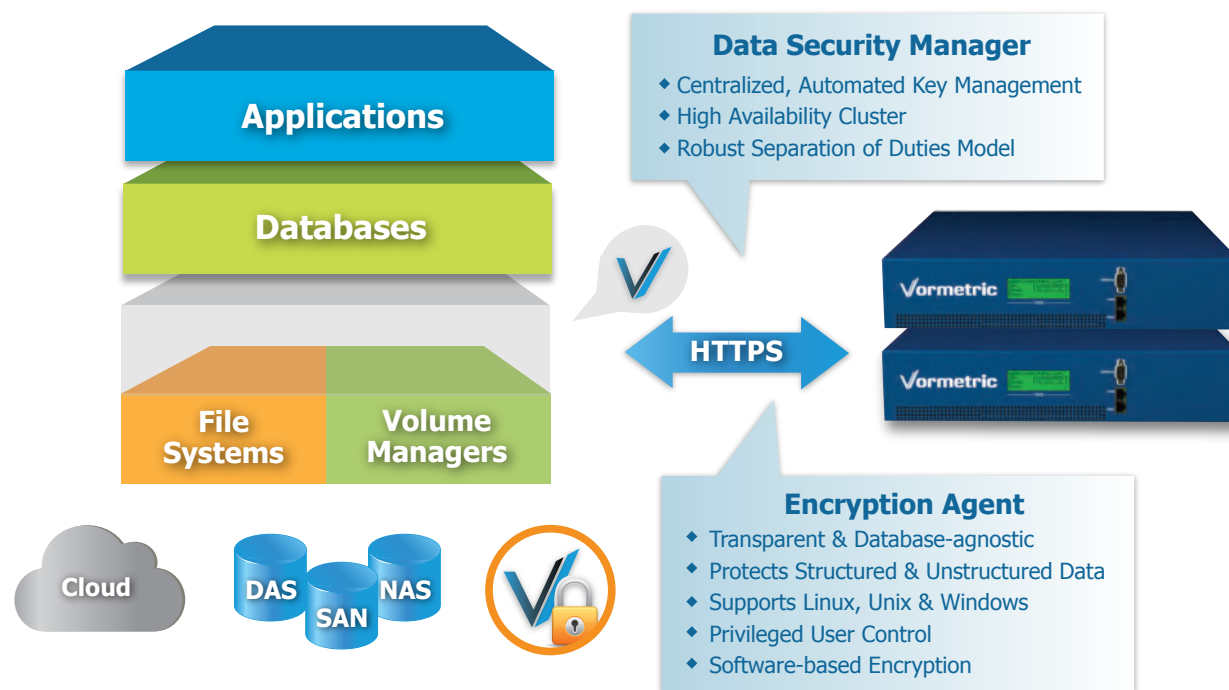 Applications
Databases
File
Systems
Volume
Managers
Cloud
DAS
SAN
NAS
Data Security Manager
Centralized, Automated Key Management
High Availability Cluster
Robust Separation of Duties Model
HTTPS
Vormetric
Vormetric
Encryption Agent
Transparent & Database-agnostic
Protects Structured & Unstructured Data
Supports Linux, Unix & Windows
Privileged User Control
Software-based Encryption